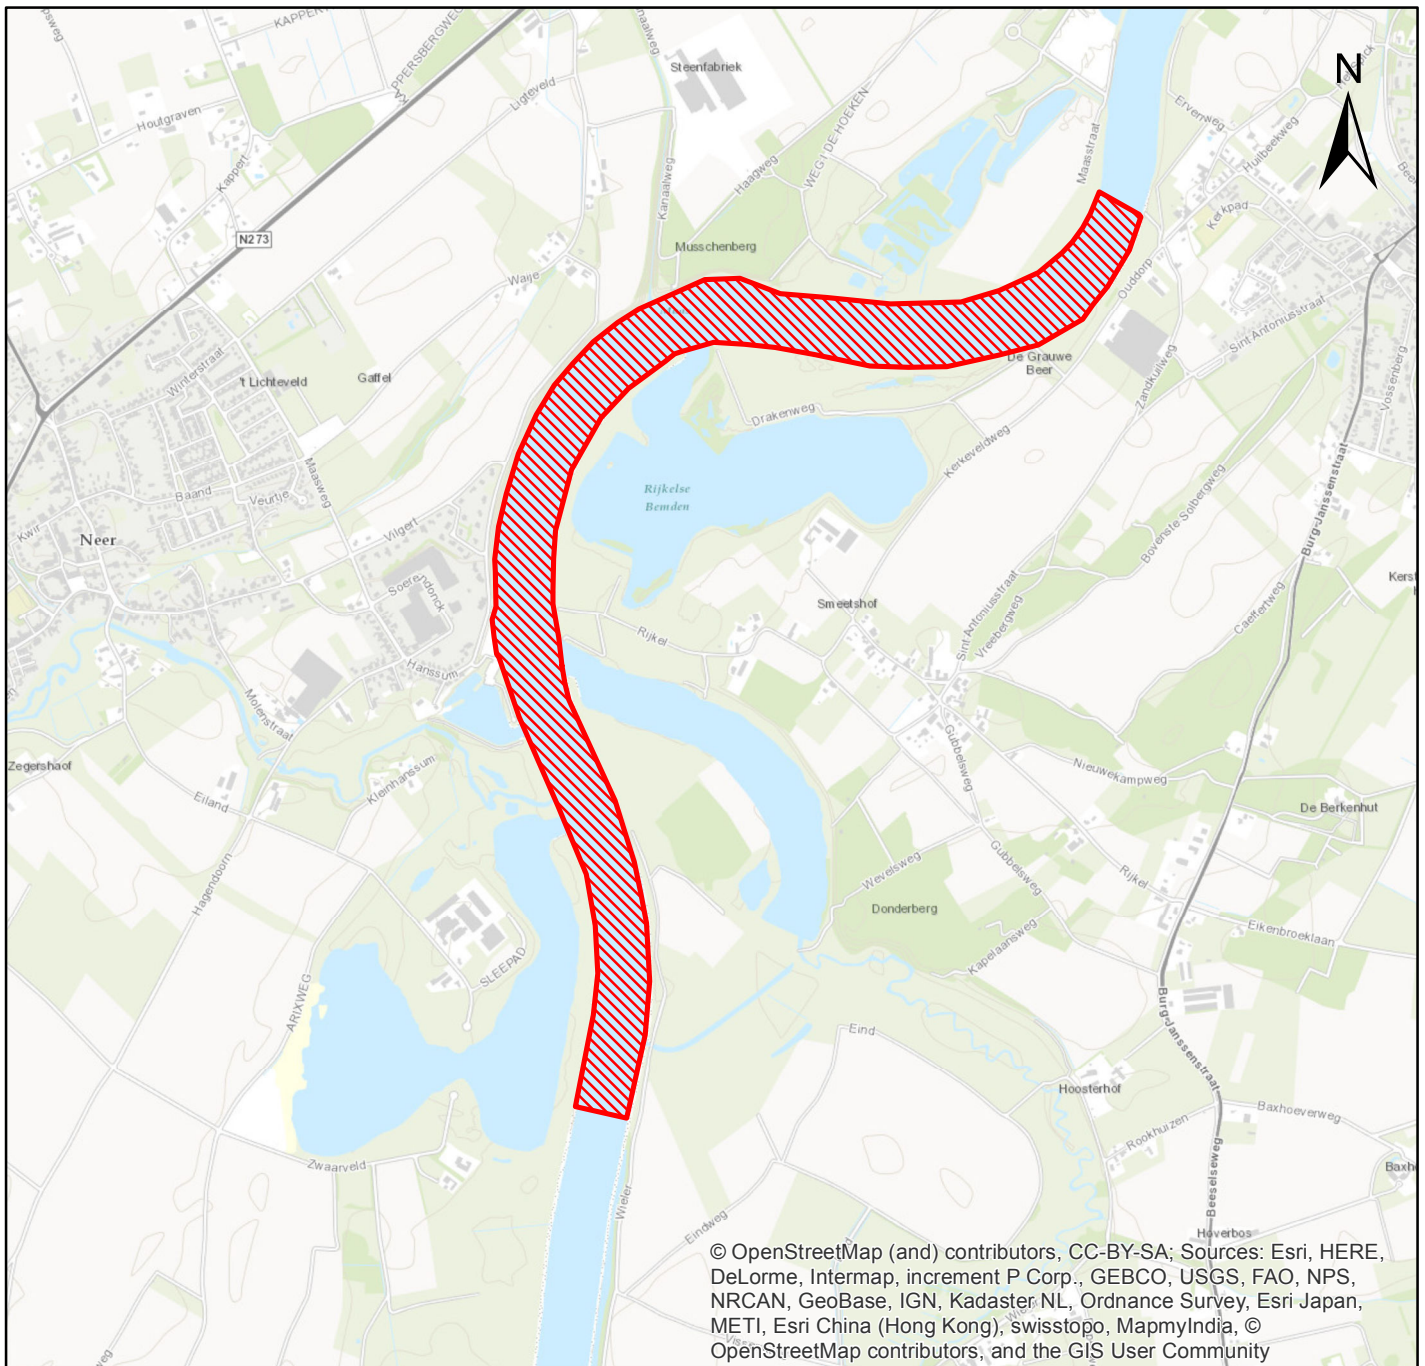 KAPPERSBERGWEG
Steenfabriek
N
Ligteveld
Houtgraven
Kappert
Kanaalweg
Haagweg
WEG I DE HOEKEN
Maasstraat
Ervenweg
Huilbeekweg
Kerkpad
N273
Musschenberg
Waije
Ouddorp
Sint Antoniusstraat
Winterstraat
't Lichteveld
Gaffel
De Grauwe
Beer
Zandkuilweg
Vossenberg
Drakenweg
Kerkeveldweg
Maasweg
Baand
Veurtje
Rijkelse
Bemden
Kwir
Vilgert
Neer
Bovenste Solbergweg
Burg-Janssenstraat
Soerendonck
Smeetshof
Sint Antoniusstraat
Vreebergweg
Caeffertweg
Rijkel
Hanssum
Molenstraat
Zegershaof
Kleinhanssum
Eiland
Gubbelsweg
Nieuwekampweg
De Berkenhut
Hagendoorn
Wevelsweg
Gubbelsweg
Rijkel
Donderberg
Kapelaansweg
Eikenbroeklaan
SLEEPAD
ARIXWEG
Burg-Janssenstraat
Eind
Hoosterhof
Baxhoeverweg
Rookhuizen
Zwaarveld
Wieler
Eindweg
Beeselseweg
Hoverbos
© OpenStreetMap (and) contributors, CC-BY-SA; Sources: Esri, HERE,
DeLorme, Intermap, increment P Corp., GEBCO, USGS, FAO, NPS,
NRCAN, GeoBase, IGN, Kadaster NL, Ordnance Survey, Esri Japan,
METI, Esri China (Hong Kong), swisstopo, MapmyIndia, ©
OpenStreetMap contributors, and the GIS User Community